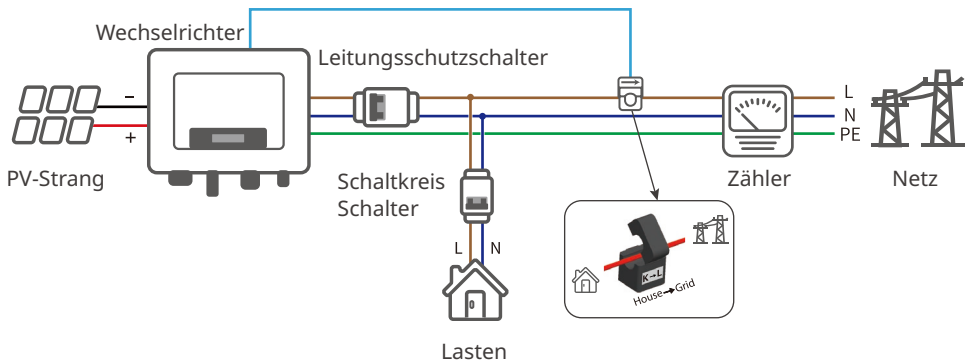 Wechselrichter
Leitungsschutzschalter
–
+
PV-Strang
L
N
PE
Zähler
Netz
Schaltkreis
Schalter
L
N
K→L
House→Grid
Lasten